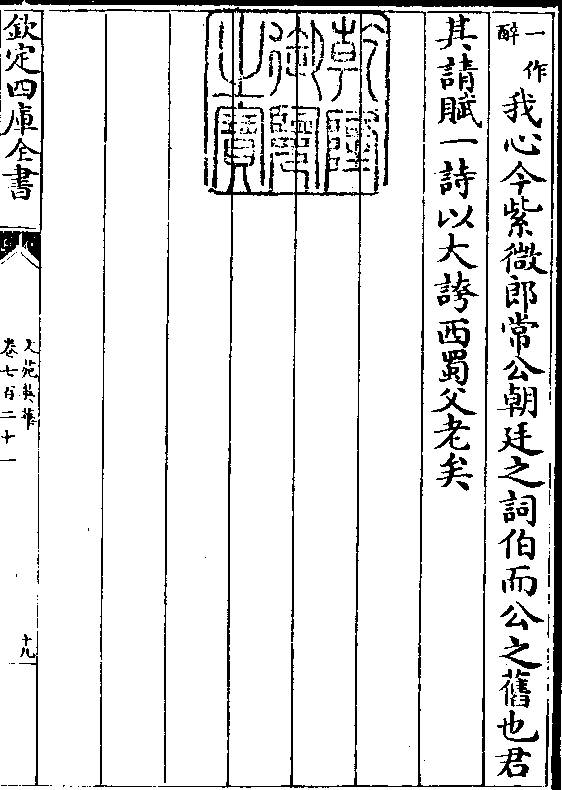 一作
醉
我心今紫微郎常公朝廷之詞伯而公之舊也君
其請賦一詩以大誇西蜀父老矣
乾隆
御覽
之寶
欽定四庫全書
文苑英華
卷七百二十一
十九